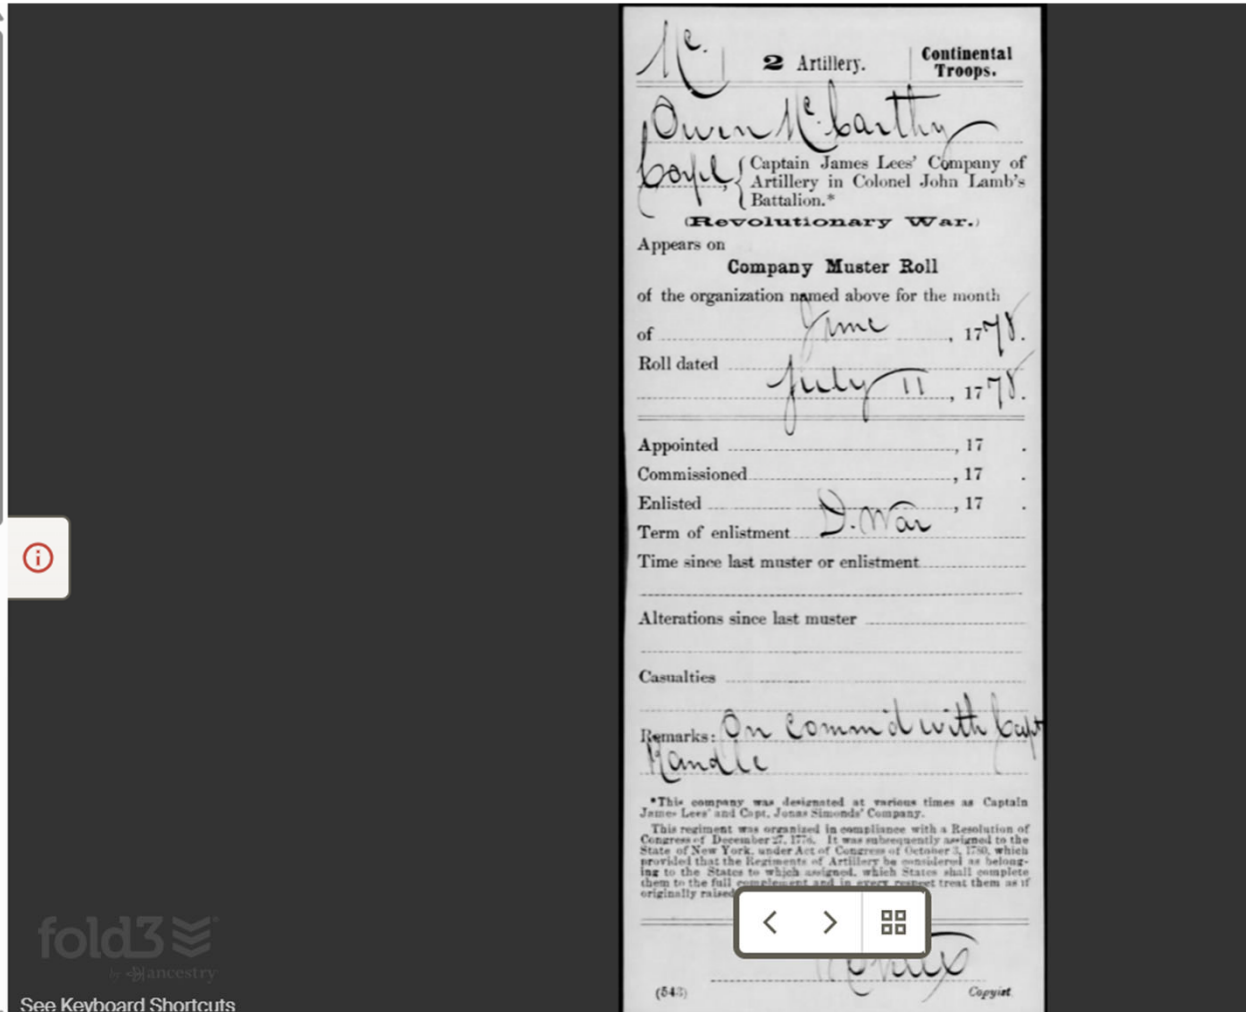 Mc.
2 Artillery.
Continental
Troops.
Owen McCarthy
Corpl,
Captain James Lees' Company of
Artillery in Colonel John Lamb's
Battalion.*
(Revolutionary War.)
Appears on
Company Muster Roll
of the organization named above for the month
of June, 1778.
Roll dated
July 11, 1778.
Appointed , 17 .
Commissioned , 17 .
Enlisted , 17 .
Term of enlistment D. War
Time since last muster or enlistment
Alterations since last muster
Casualties
Remarks: On comm'd with Capt
Randle
*This company was designated at various times as Captain
James Lees' and Capt. Jonas Simonds' Company.
This regiment was organized in compliance with a Resolution of
Congress of December 27, 1776. It was subsequently assigned to the
State of New York, under Act of Congress of October 3, 1780, which
provided that the Regiments of Artillery be considered as belong-
ing to the States to which assigned, which States shall complete
them to the full complement and in every respect treat them as if
originally raised
(543)
Copyist.
fold3
by ancestry
See Keyboard Shortcuts